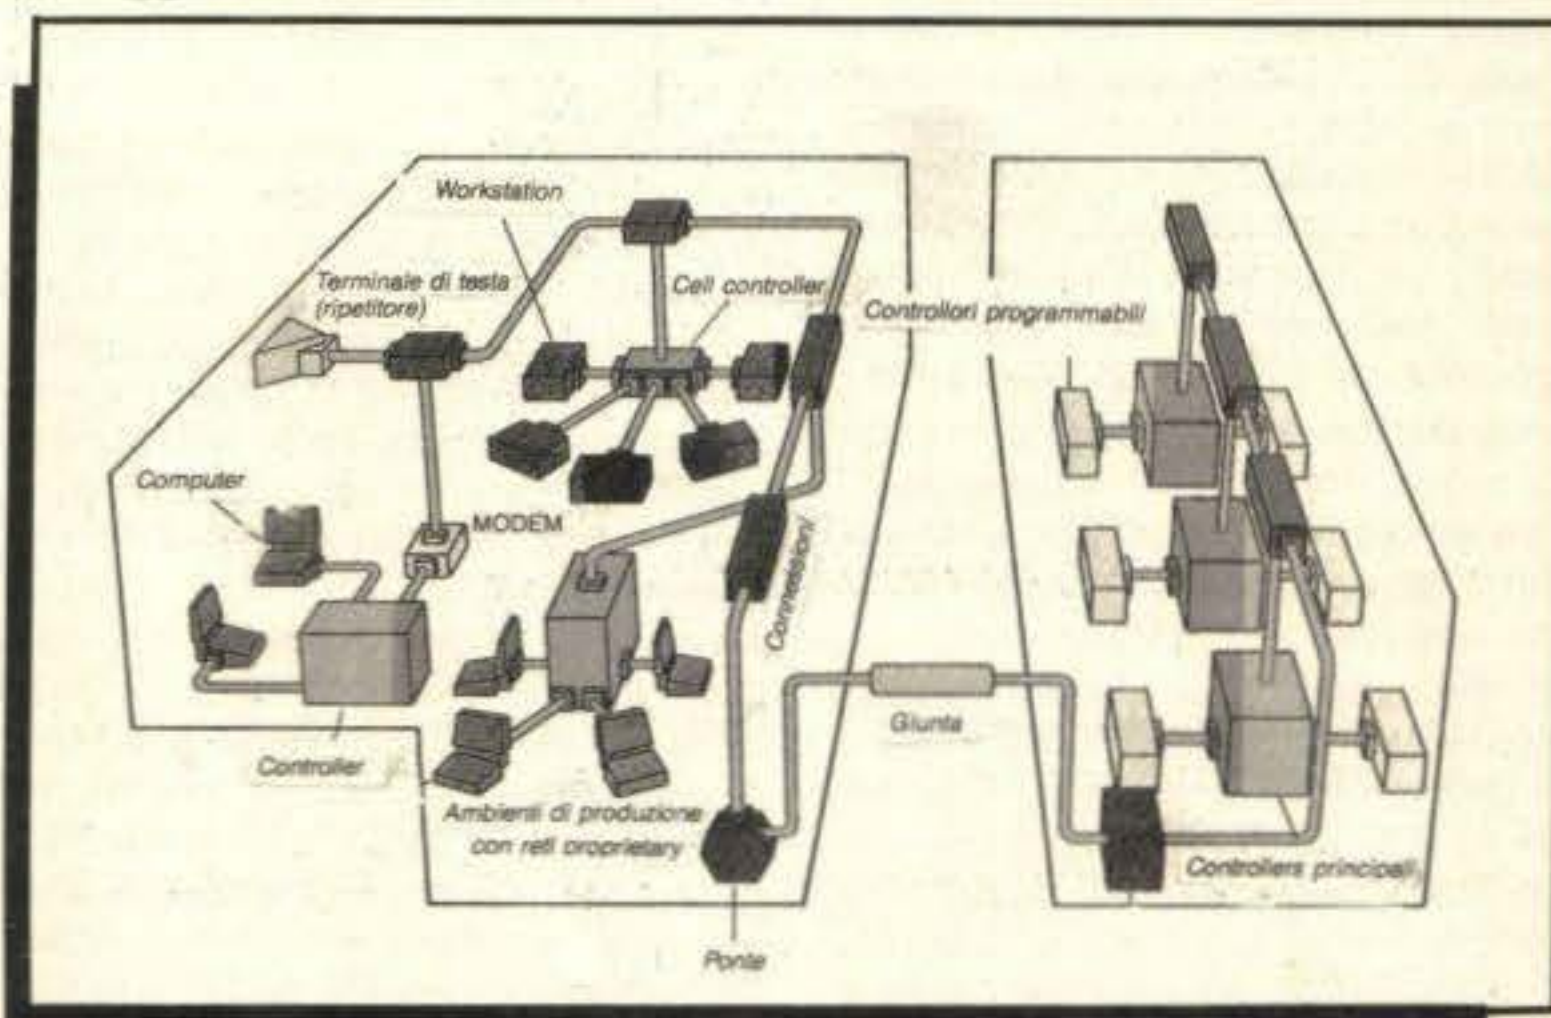 Workstation
Terminale di testa
(ripetitore)
Cell controller
Controllori programmabili
Computer
MODEM
Connessioni
Giunta
Controller
Ambienti di produzione
con reti proprietary
Controllers principali
Ponte